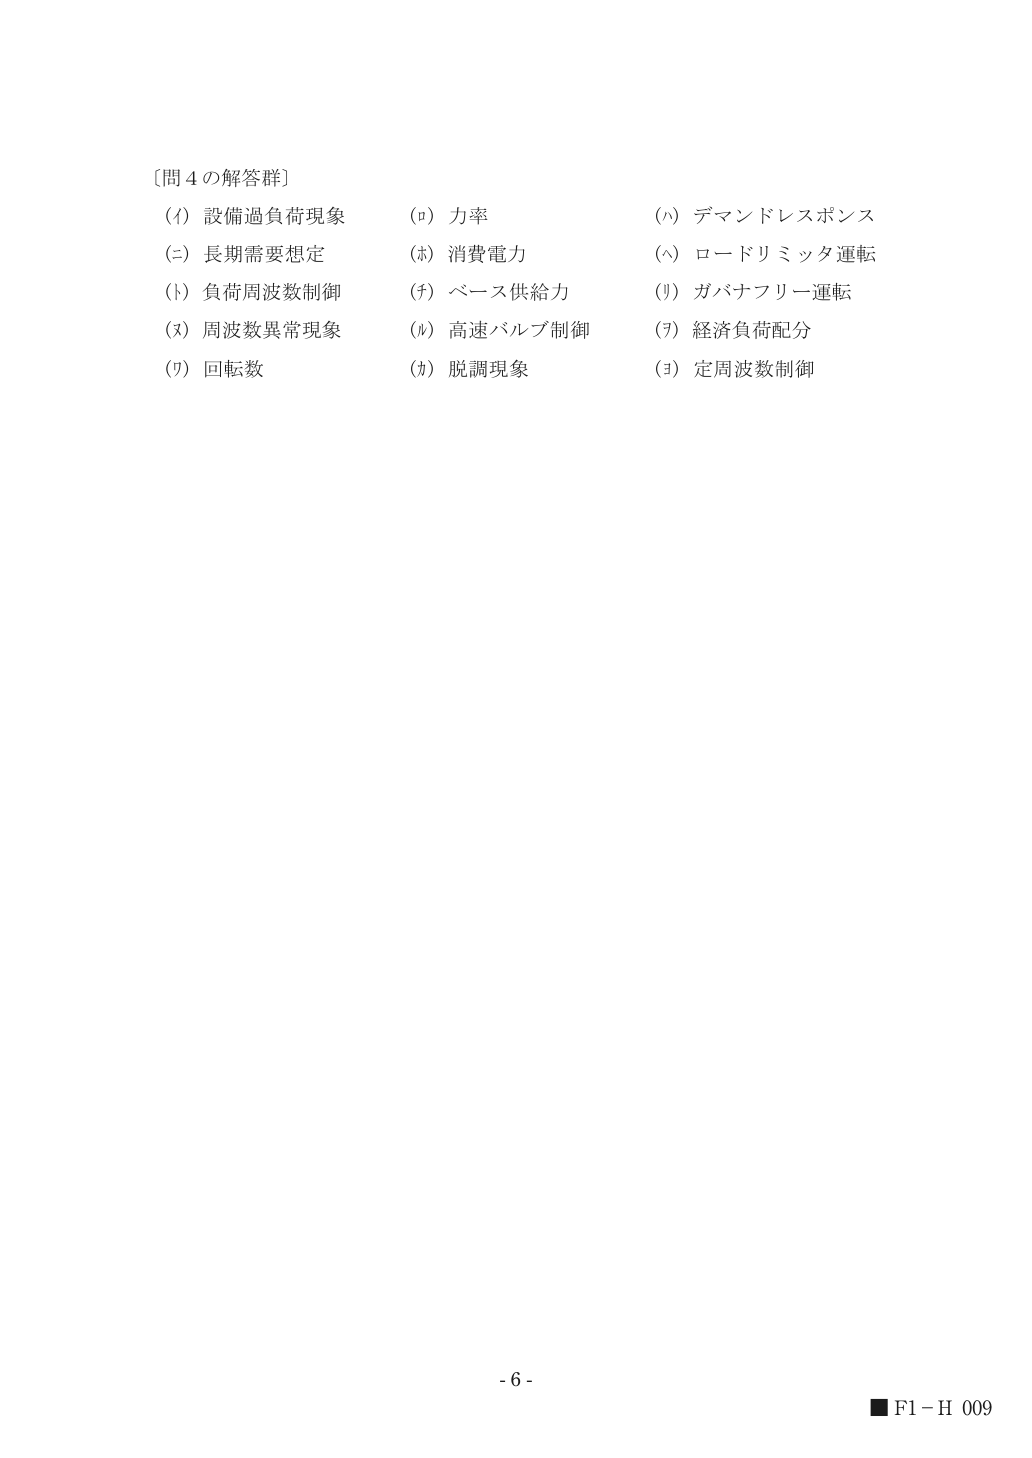 〔問４の解答群〕
(ｲ) 設備過負荷現象 (ﾛ) 力率 (ﾊ) デマンドレスポンス
(ﾆ) 長期需要想定 (ﾎ) 消費電力 (ﾍ) ロードリミッタ運転
(ﾄ) 負荷周波数制御 (ﾁ) ベース供給力 (ﾘ) ガバナフリー運転
(ﾇ) 周波数異常現象 (ﾙ) 高速バルブ制御 (ｦ) 経済負荷配分
(ﾜ) 回転数 (ｶ) 脱調現象 (ﾖ) 定周波数制御
- 6 -
■ F1－H 009